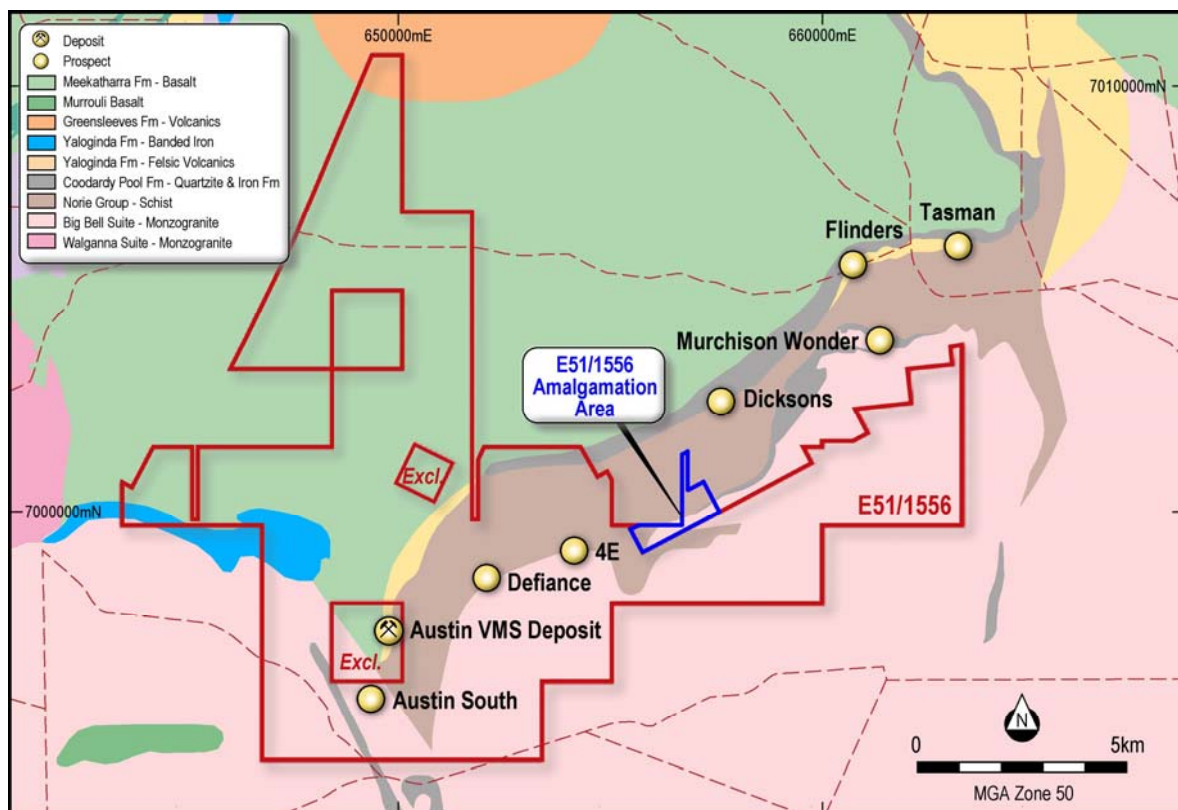 650000mE
660000mE
7010000mN
Deposit
Prospect
Meekatharra Fm - Basalt
Murrouli Basalt
Greensleeves Fm - Volcanics
Yaloginda Fm - Banded Iron
Yaloginda Fm - Felsic Volcanics
Coodardy Pool Fm - Quartzite & Iron Fm
Norie Group - Schist
Big Bell Suite - Monzogranite
Walganna Suite - Monzogranite
Tasman
Flinders
Murchison Wonder
E51/1556
Amalgamation
Area
Dicksons
Excl.
E51/1556
7000000mN
4E
Defiance
Austin VMS Deposit
Excl.
Austin South
N
0
5km
MGA Zone 50